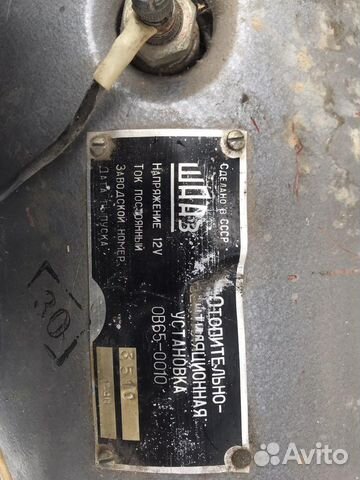 СДЕЛАНО В СССР
ШААЗ
ОТОПИТЕЛЬНО-
ВЕНТИЛЯЦИОННАЯ
УСТАНОВКА
ОВ65-0010
НАПРЯЖЕНИЕ 12V
ТОК ПОСТОЯННЫЙ
ЗАВОДСКОЙ НОМЕР
ДАТА ВЫПУСКА
3510
30
Avito